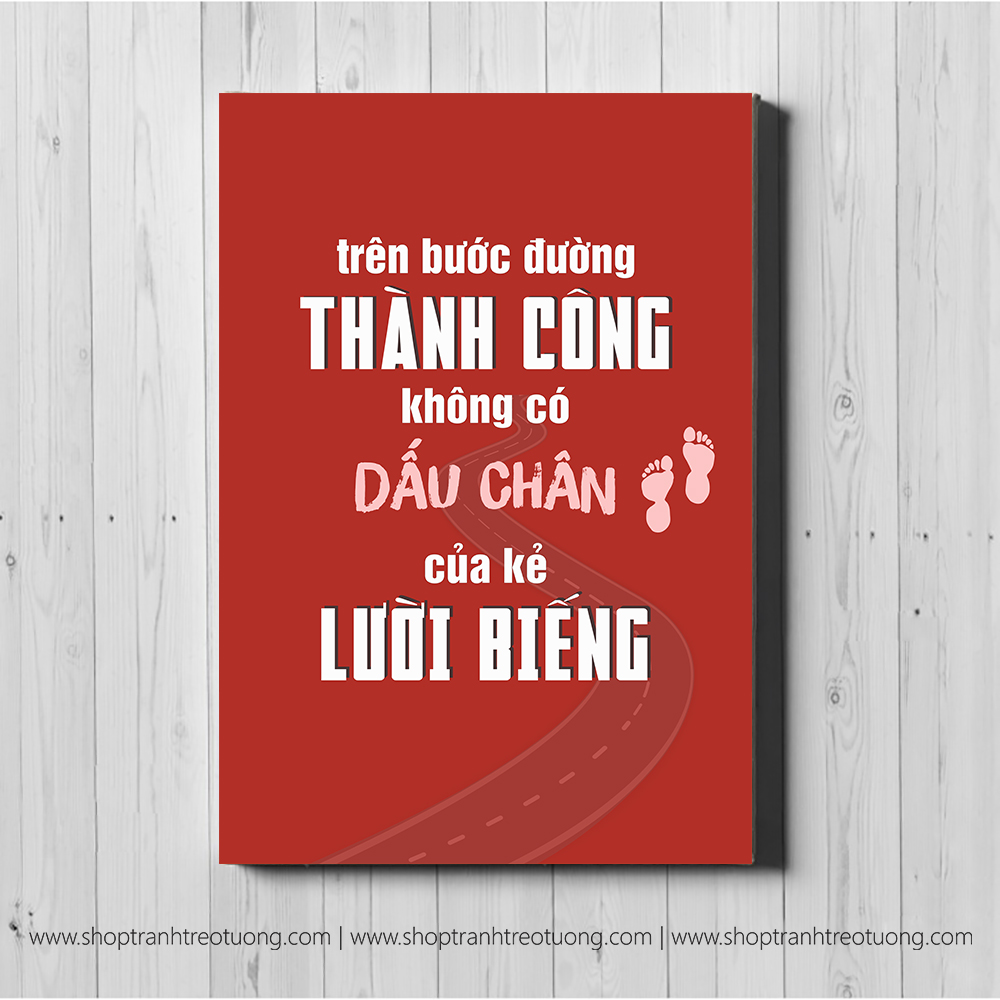 trên bước đường
THÀNH CÔNG
không có
DẤU CHÂN
của kẻ
LƯỜI BIẾNG
www.shoptranhtreotuong.com | www.shoptranhtreotuong.com | www.shoptranhtreotuong.com